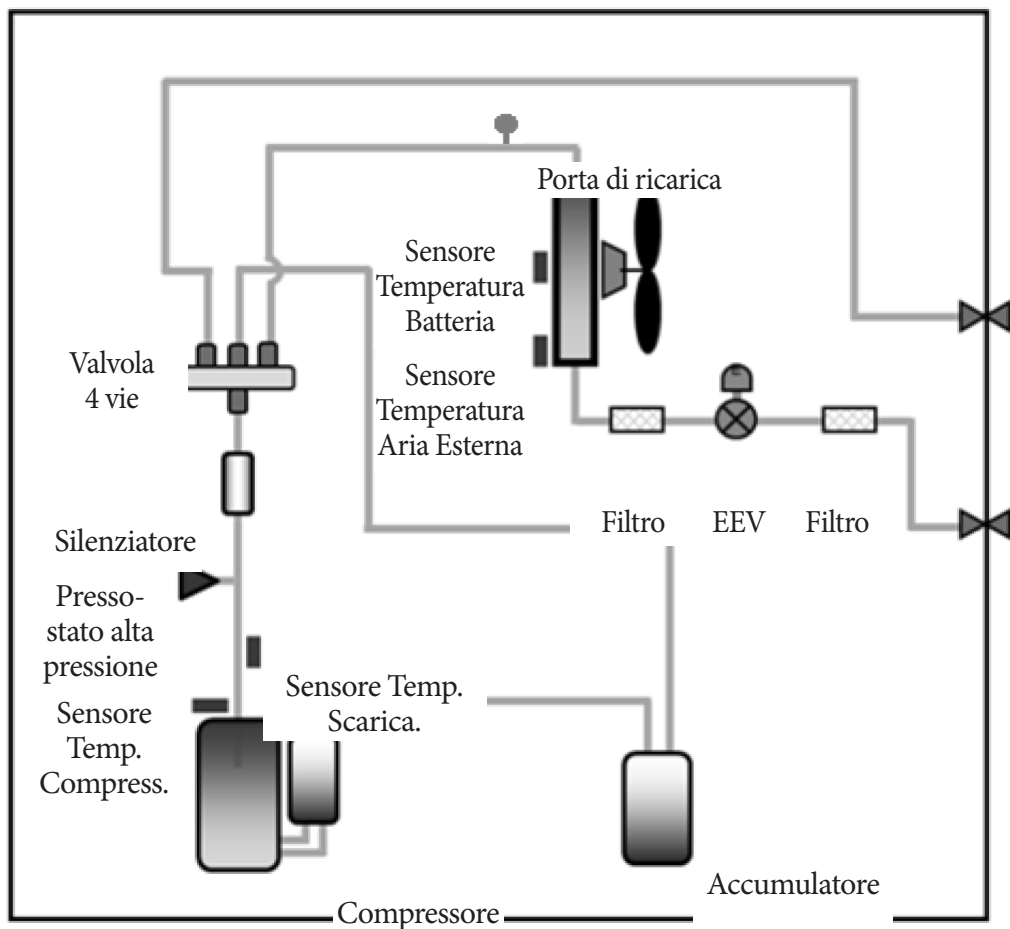 Porta di ricarica
Sensore
Temperatura
Batteria
Valvola
4 vie
Sensore
Temperatura
Aria Esterna
Filtro
EEV
Filtro
Silenziatore
Presso-
stato alta
pressione
Sensore Temp.
Scarica.
Sensore
Temp.
Compress.
Accumulatore
Compressore